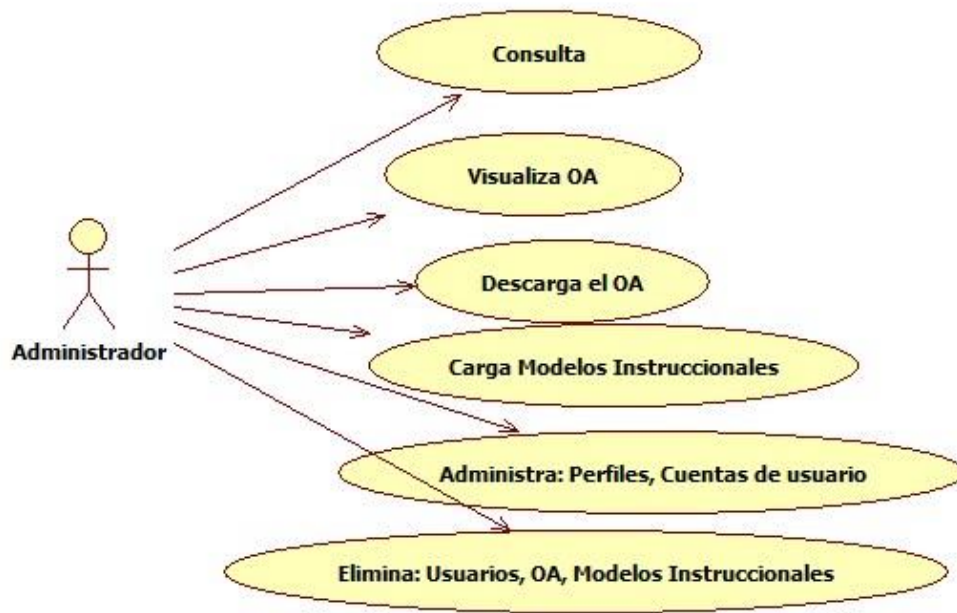 Consulta
Visualiza OA
Descarga el OA
Administrador
Carga Modelos Instruccionales
Administra: Perfiles, Cuentas de usuario
Elimina: Usuarios, OA, Modelos Instruccionales